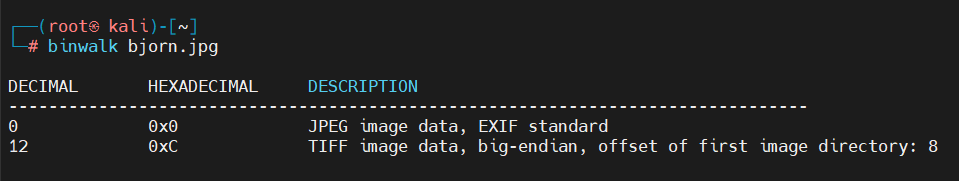 ┌──(root㉿ kali)-[~]
└─# binwalk bjorn.jpg
DECIMAL       HEXADECIMAL     DESCRIPTION
--------------------------------------------------------------------------------
0             0x0             JPEG image data, EXIF standard
12            0xC             TIFF image data, big-endian, offset of first image directory: 8